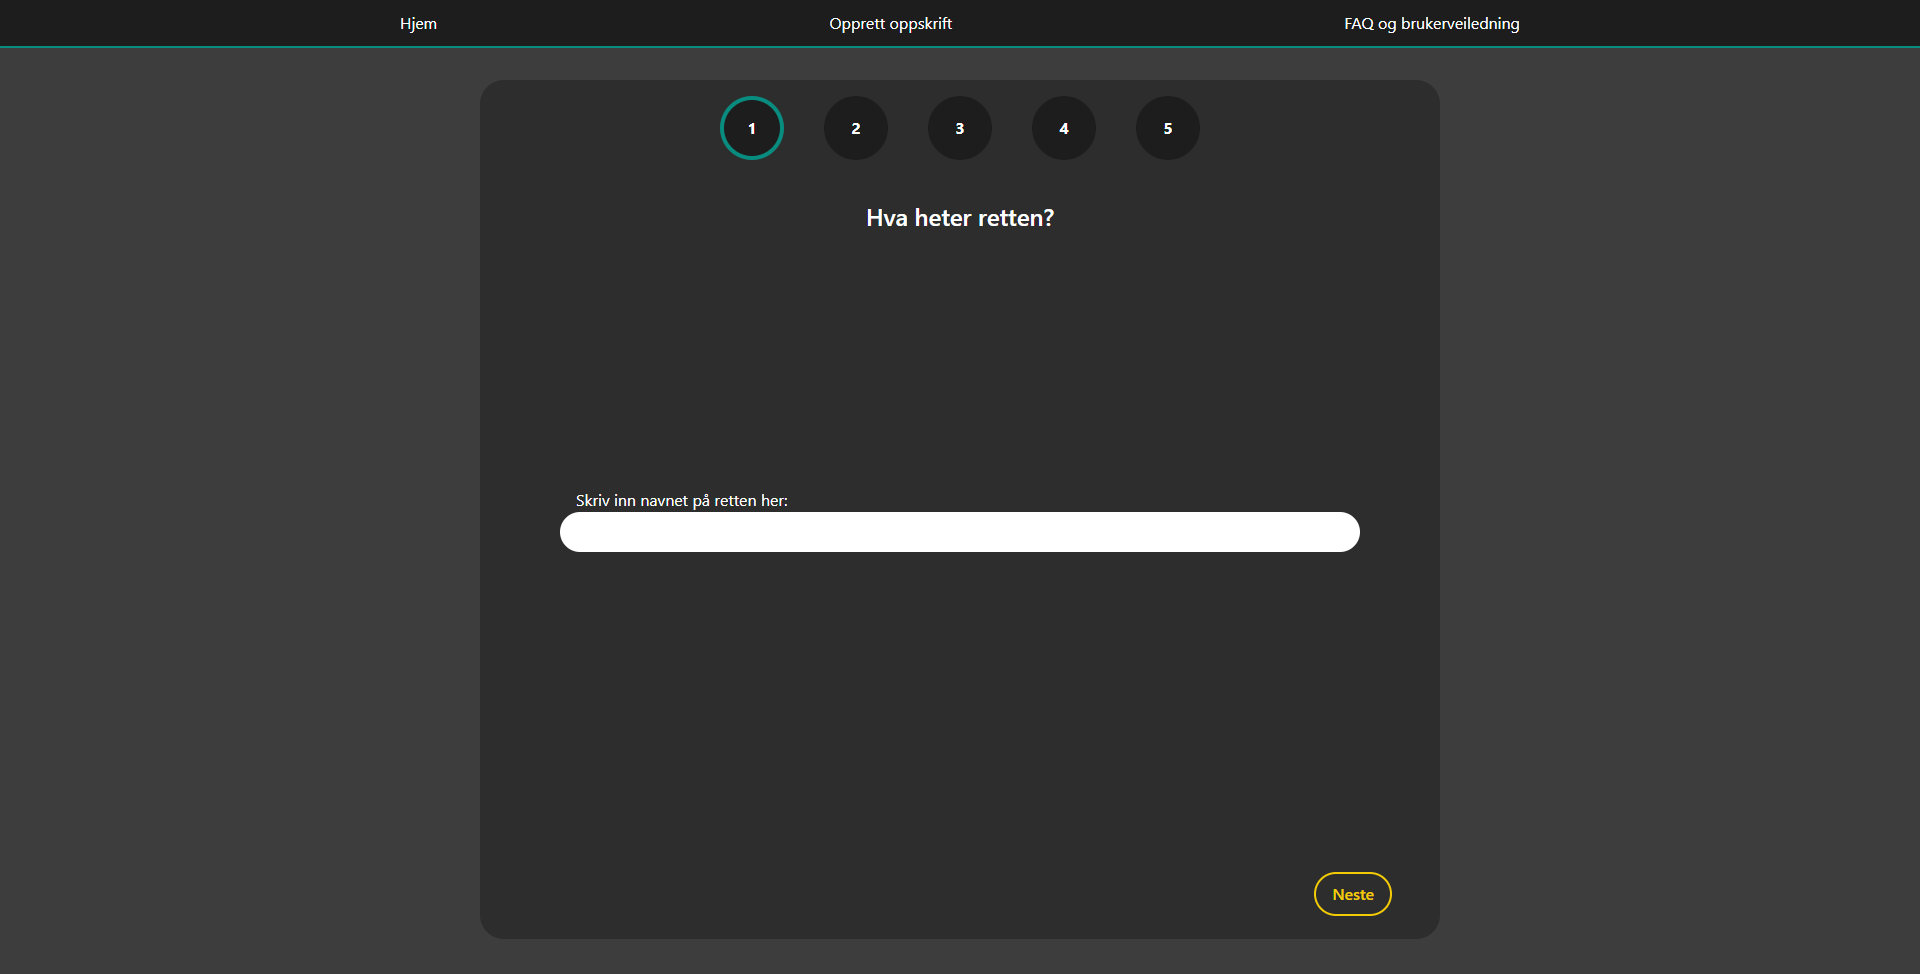 Hjem Opprett oppskrift FAQ og brukerveiledning
1 2 3 4 5
Hva heter retten?
Skriv inn navnet på retten her:
Neste